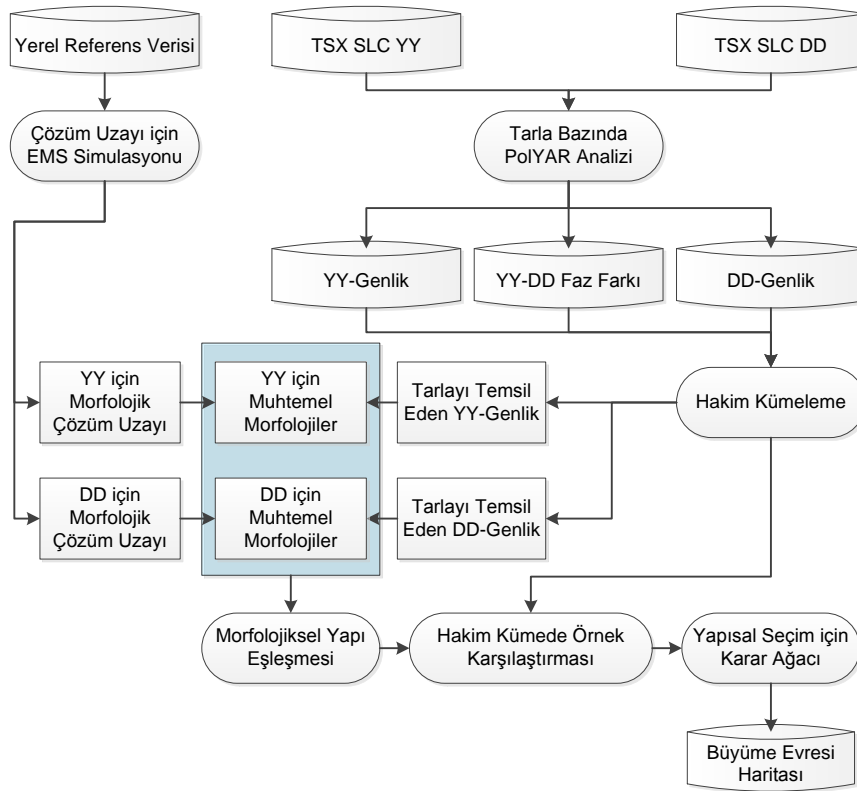 Yerel Referens Verisi
TSX SLC YY
TSX SLC DD
Çözüm Uzayı için
EMS Simulasyonu
Tarla Bazında
PolYAR Analizi
YY-Genlik
YY-DD Faz Farkı
DD-Genlik
YY için
Morfolojik
Çözüm Uzayı
YY için
Muhtemel
Morfolojiler
Tarlayı Temsil
Eden YY-Genlik
Hakim Kümeleme
DD için
Morfolojik
Çözüm Uzayı
DD için
Muhtemel
Morfolojiler
Tarlayı Temsil
Eden DD-Genlik
Morfolojiksel Yapı
Eşleşmesi
Hakim Kümede Örnek
Karşılaştırması
Yapısal Seçim için
Karar Ağacı
Büyüme Evresi
Haritası